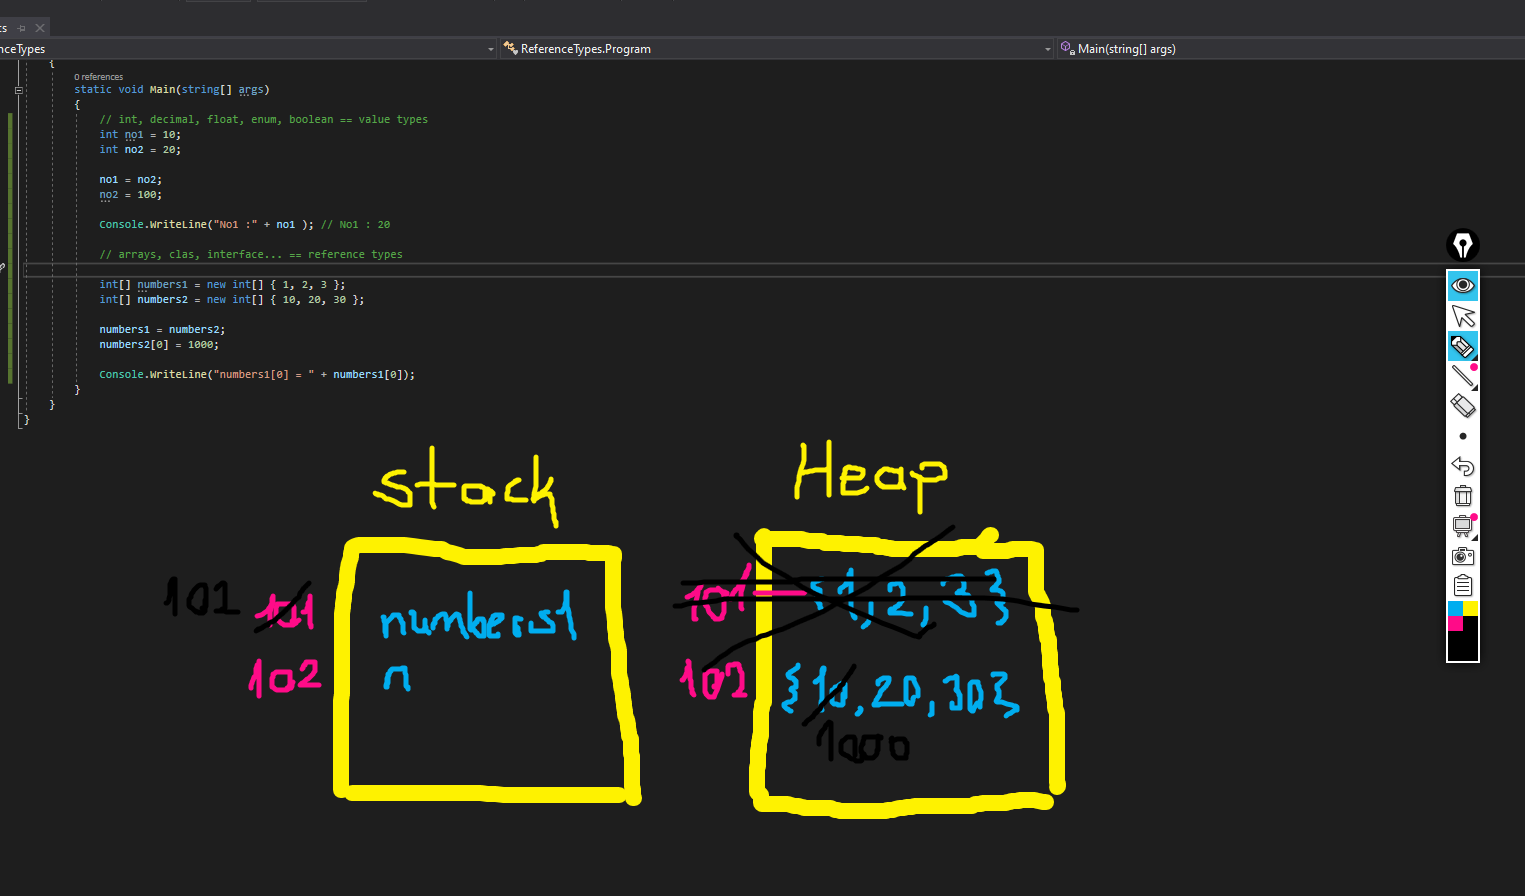 cs
nceTypes
ReferenceTypes.Program
Main(string[] args)
{
0 references
static void Main(string[] args)
{
// int, decimal, float, enum, boolean == value types
int no1 = 10;
int no2 = 20;
no1 = no2;
no2 = 100;
Console.WriteLine("No1 :" + no1 ); // No1 : 20
// arrays, clas, interface... == reference types
int[] numbers1 = new int[] { 1, 2, 3 };
int[] numbers2 = new int[] { 10, 20, 30 };
numbers1 = numbers2;
numbers2[0] = 1000;
Console.WriteLine("numbers1[0] = " + numbers1[0]);
}
}
}
stack
Heap
102 101 numbers1
101 {1,2,3}
102 n
102 {10,20,30}
1000